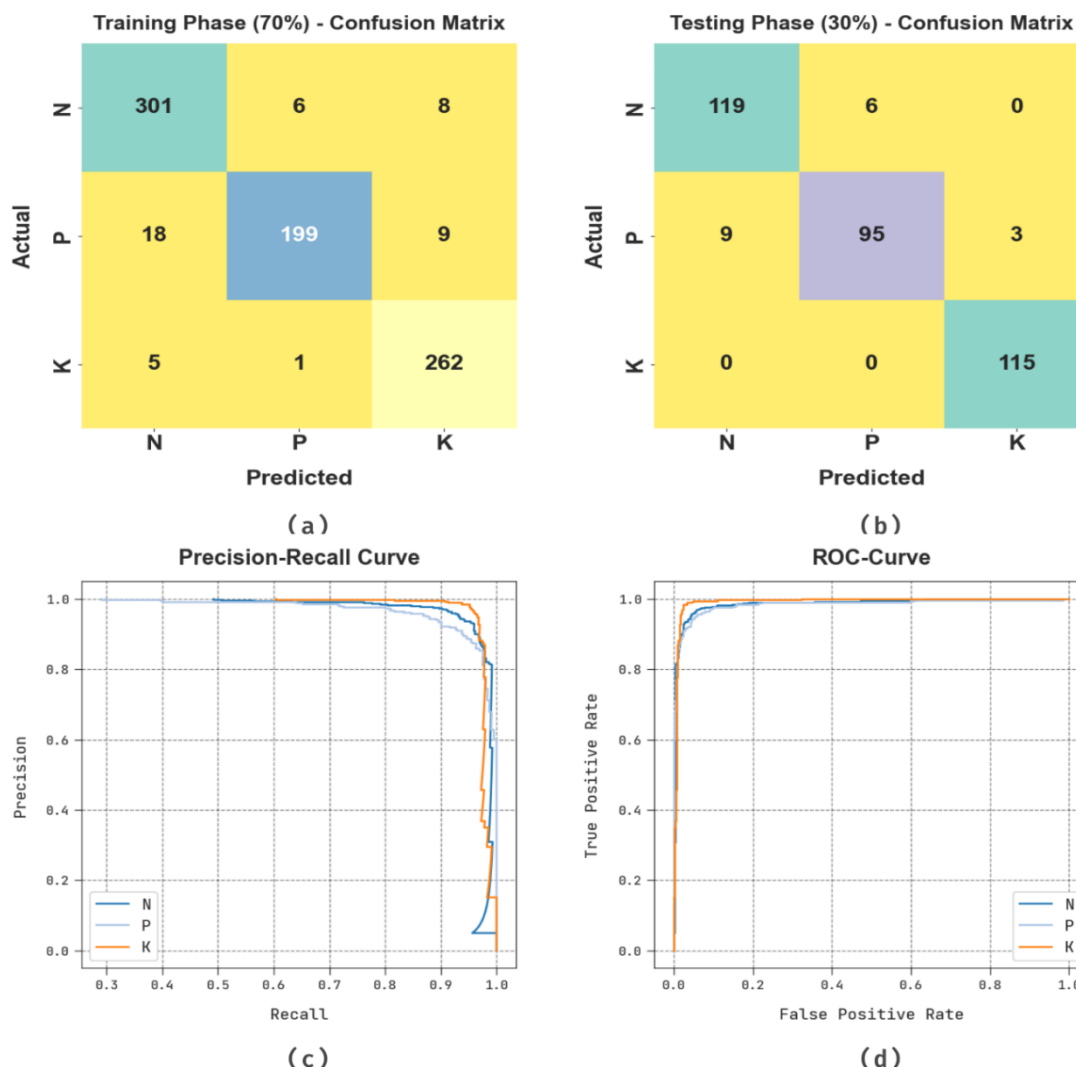 Training Phase (70%) - Confusion Matrix
N 301 6 8
P 18 199 9
K 5 1 262
Actual
N P K
Predicted
(a)
Testing Phase (30%) - Confusion Matrix
N 119 6 0
P 9 95 3
K 0 0 115
Actual
N P K
Predicted
(b)
Precision-Recall Curve
1.0
0.8
0.6
0.4
0.2
0.0
Precision
N
P
K
0.3 0.4 0.5 0.6 0.7 0.8 0.9 1.0
Recall
(c)
ROC-Curve
1.0
0.8
0.6
0.4
0.2
0.0
True Positive Rate
N
P
K
0.0 0.2 0.4 0.6 0.8 1.0
False Positive Rate
(d)